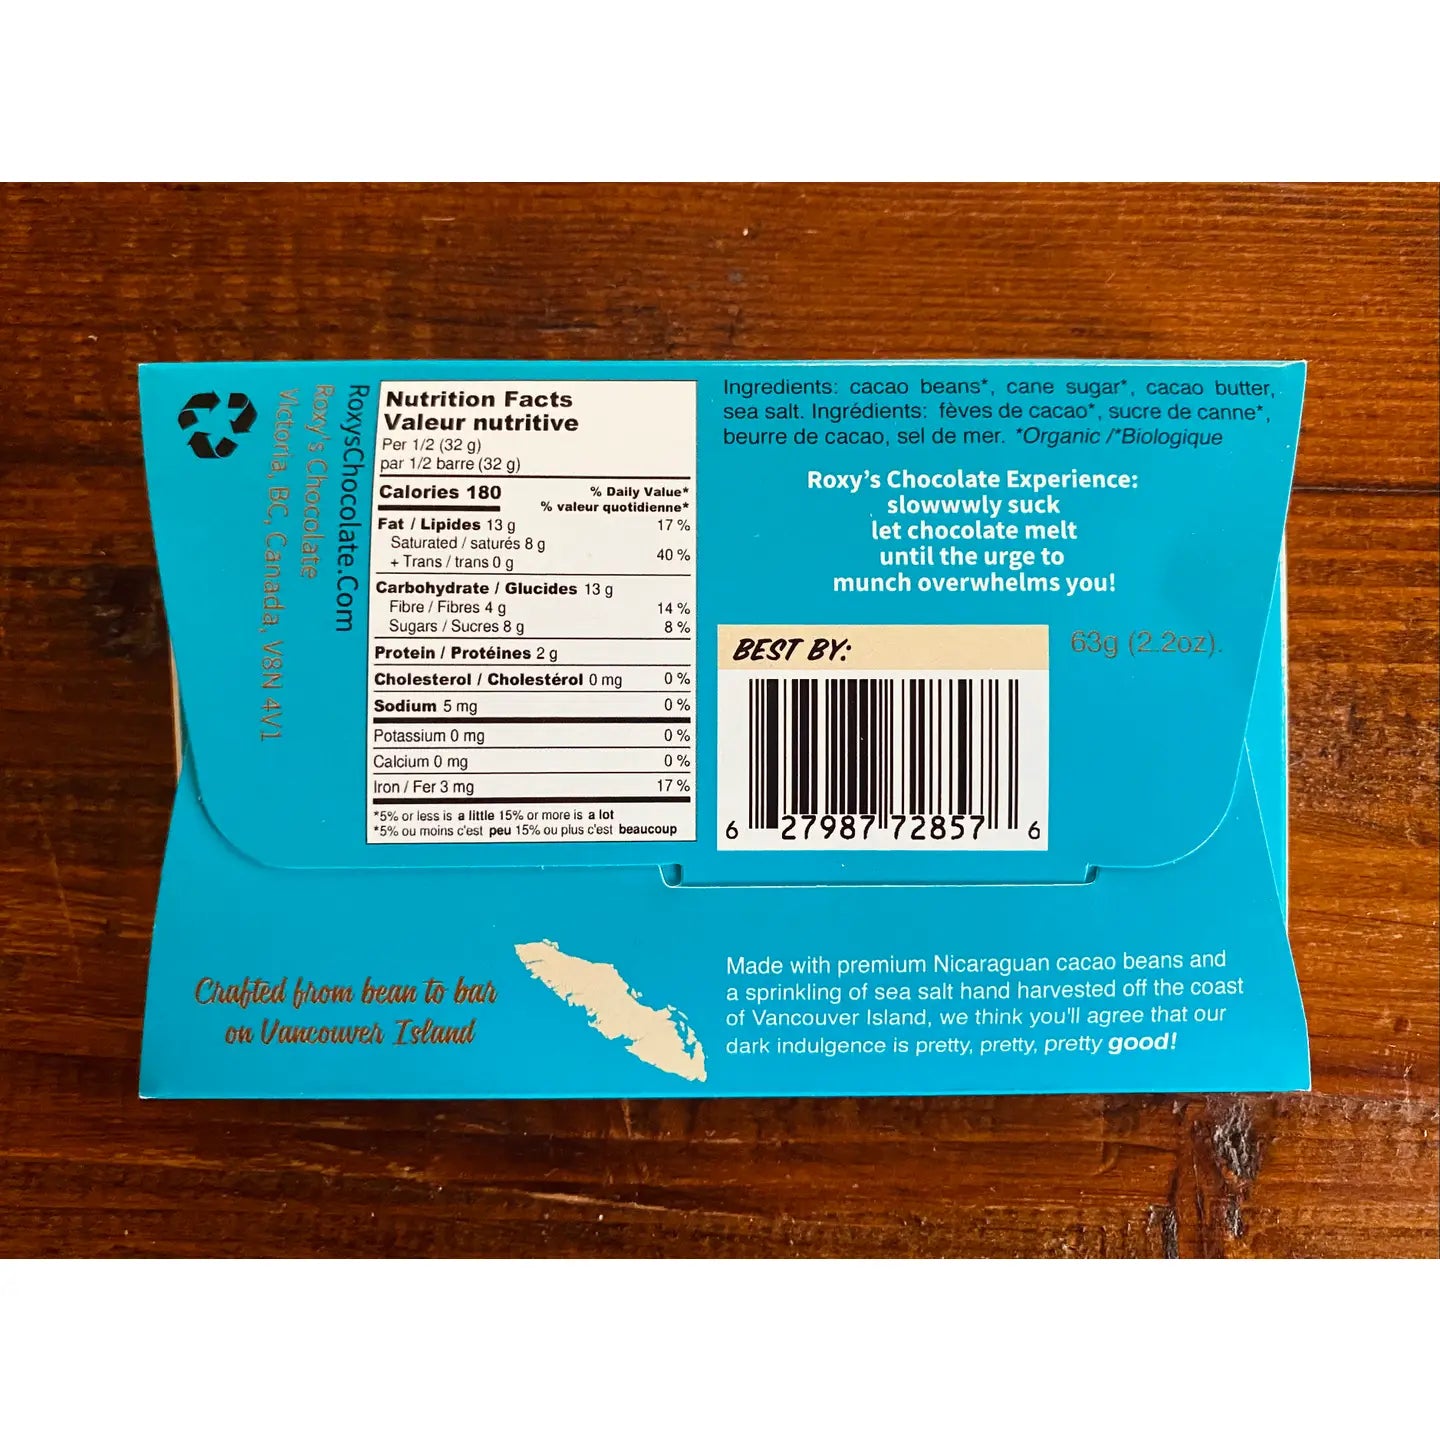 RoxysChocolate.Com
Roxy's Chocolate
Victoria, BC, Canada, V8N 4V1
Nutrition Facts
Valeur nutritive
Per 1/2 (32 g)
par 1/2 barre (32 g)
Calories 180 % Daily Value*
% valeur quotidienne*
Fat / Lipides 13 g 17 %
Saturated / saturés 8 g
+ Trans / trans 0 g 40 %
Carbohydrate / Glucides 13 g
Fibre / Fibres 4 g 14 %
Sugars / Sucres 8 g 8 %
Protein / Protéines 2 g
Cholesterol / Cholestérol 0 mg 0 %
Sodium 5 mg 0 %
Potassium 0 mg 0 %
Calcium 0 mg 0 %
Iron / Fer 3 mg 17 %
*5% or less is a little 15% or more is a lot
*5% ou moins c'est peu 15% ou plus c'est beaucoup
Ingredients: cacao beans*, cane sugar*, cacao butter,
sea salt. Ingrédients: fèves de cacao*, sucre de canne*,
beurre de cacao, sel de mer. *Organic /*Biologique
Roxy's Chocolate Experience:
slowwwly suck
let chocolate melt
until the urge to
munch overwhelms you!
BEST BY:
63g (2.2oz).
6 27987 72857 6
Crafted from bean to bar
on Vancouver Island
Made with premium Nicaraguan cacao beans and
a sprinkling of sea salt hand harvested off the coast
of Vancouver Island, we think you'll agree that our
dark indulgence is pretty, pretty, pretty good!